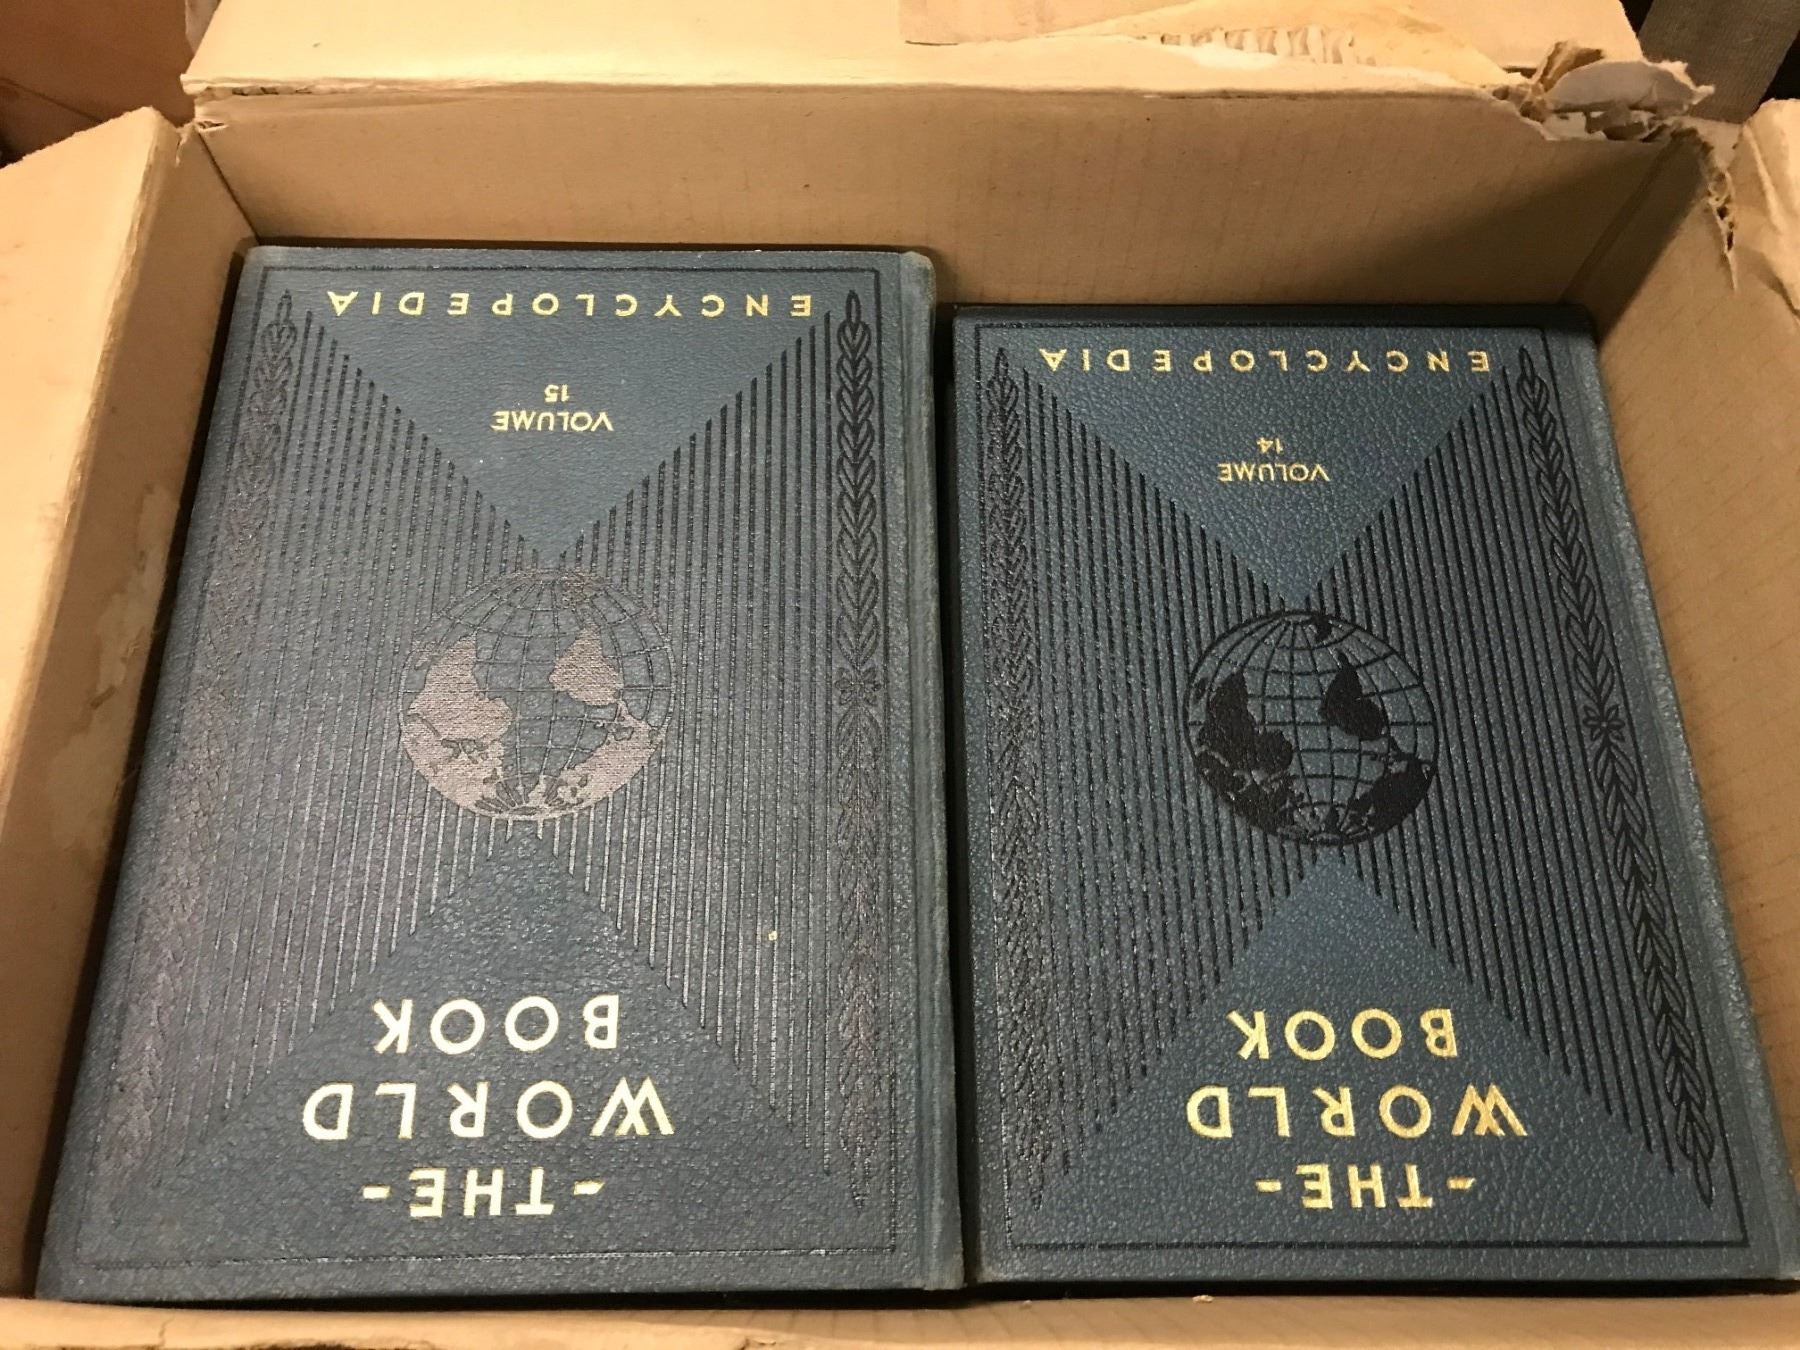 - THE -
WORLD
BOOK
VOLUME
15
ENCYCLOPEDIA
- THE -
WORLD
BOOK
VOLUME
14
ENCYCLOPEDIA